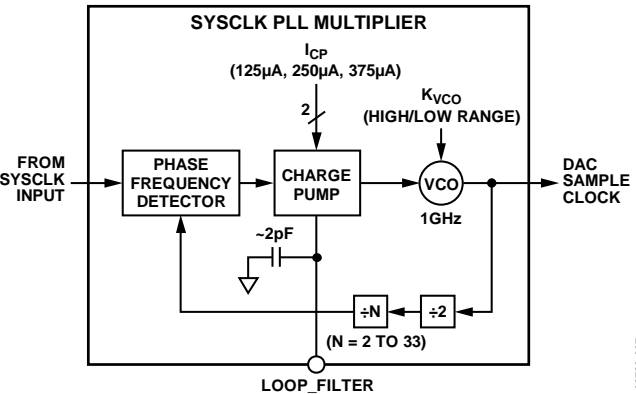 SYSCLK PLL MULTIPLIER
ICP
(125µA, 250µA, 375µA)
2
KVCO
(HIGH/LOW RANGE)
FROM
SYSCLK
INPUT
PHASE
FREQUENCY
DETECTOR
CHARGE
PUMP
VCO
1GHz
DAC
SAMPLE
CLOCK
~2pF
÷N
÷2
(N = 2 TO 33)
LOOP_FILTER